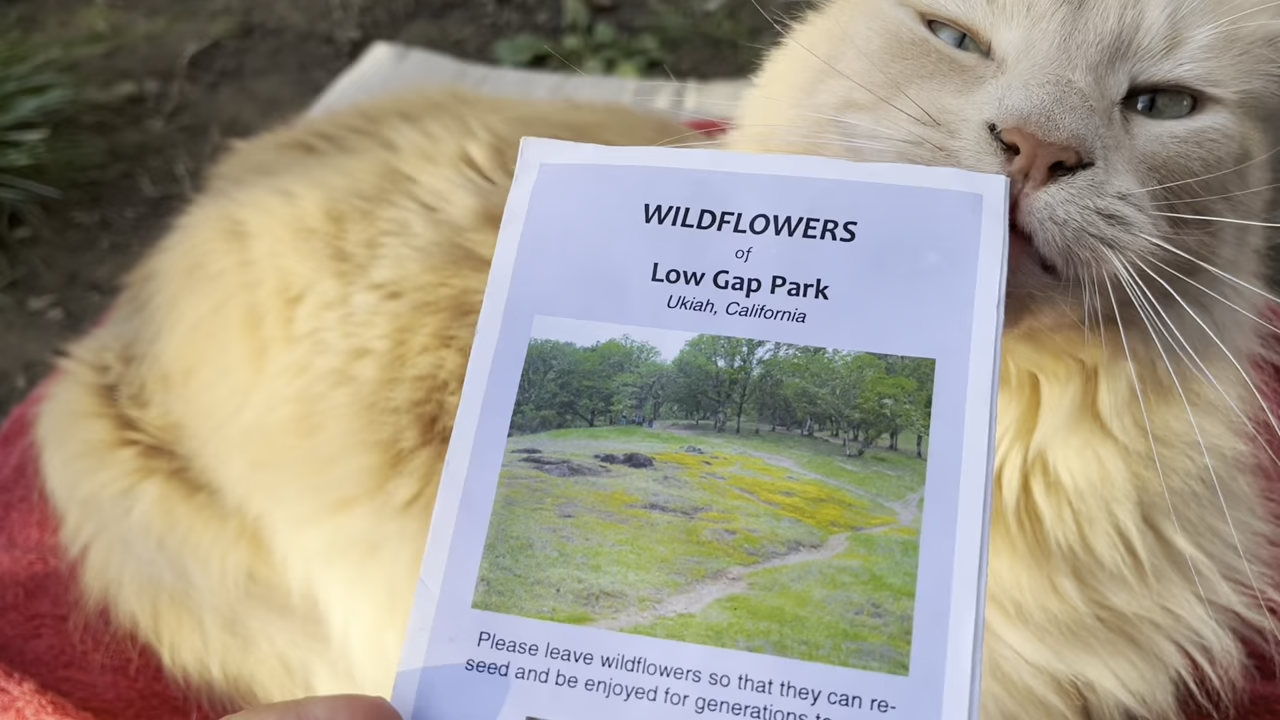 WILDFLOWERS
of
Low Gap Park
Ukiah, California
Please leave wildflowers so that they can re-
seed and be enjoyed for generations